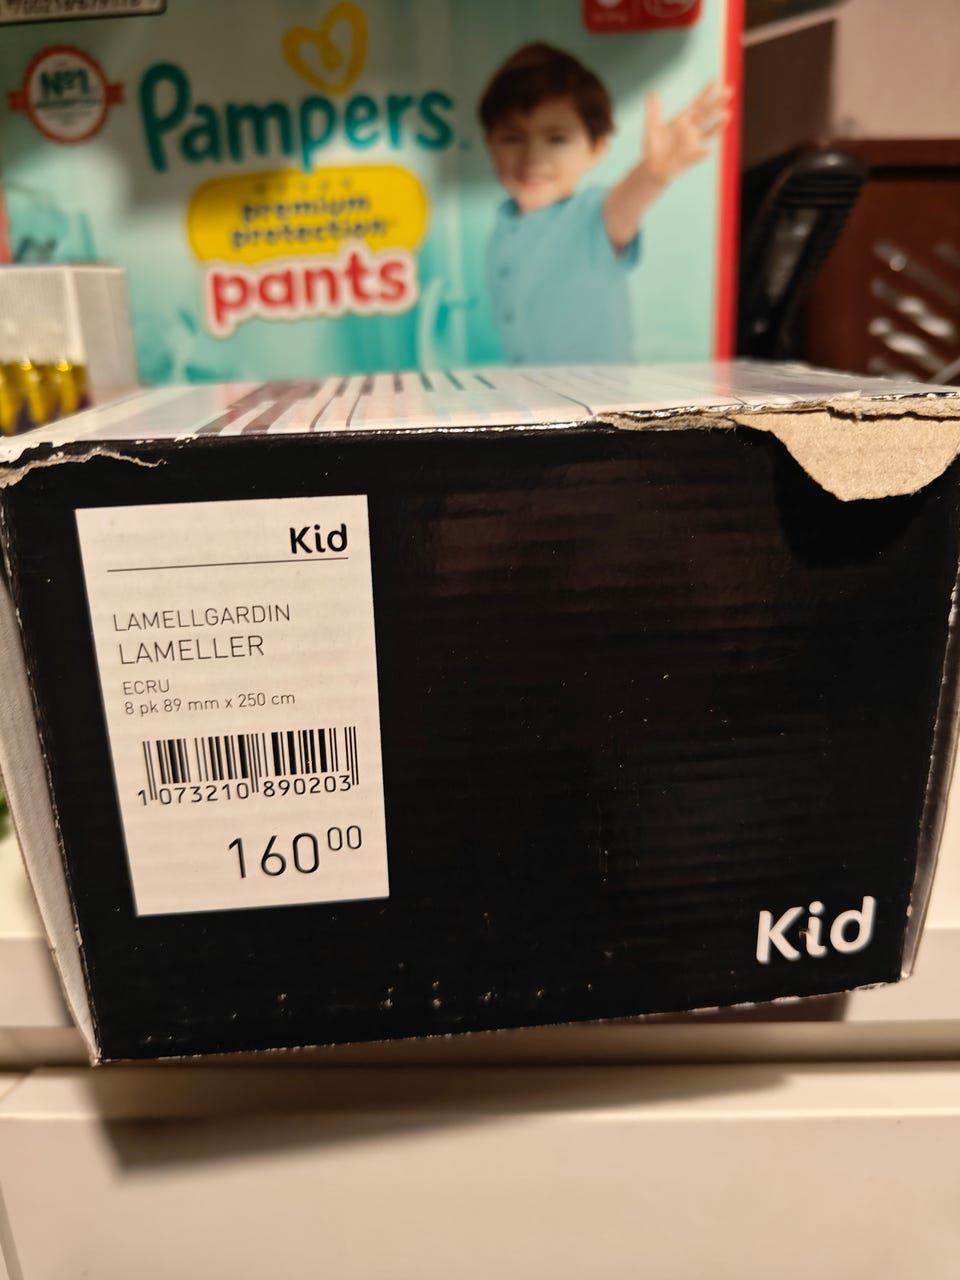 Nº1
Pampers
premium
protection
pants
Kid
LAMELLGARDIN
LAMELLER
ECRU
8 pk 89 mm x 250 cm
1 073210 890203
160⁰⁰
Kid